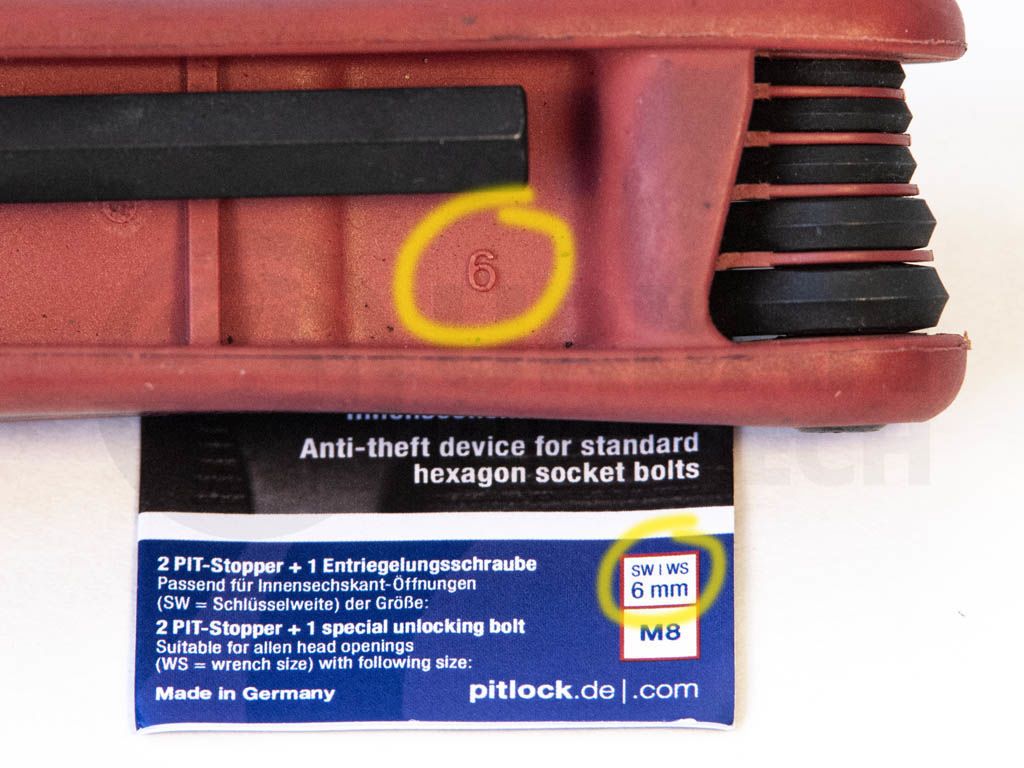 6
Anti-theft device for standard
hexagon socket bolts
2 PIT-Stopper + 1 Entriegelungsschraube
Passend für Innensechskant-Öffnungen
(SW = Schlüsselweite) der Größe:
2 PIT-Stopper + 1 special unlocking bolt
Suitable for allen head openings
(WS = wrench size) with following size:
Made in Germany
SW | WS
6 mm
M8
pitlock.de|.com